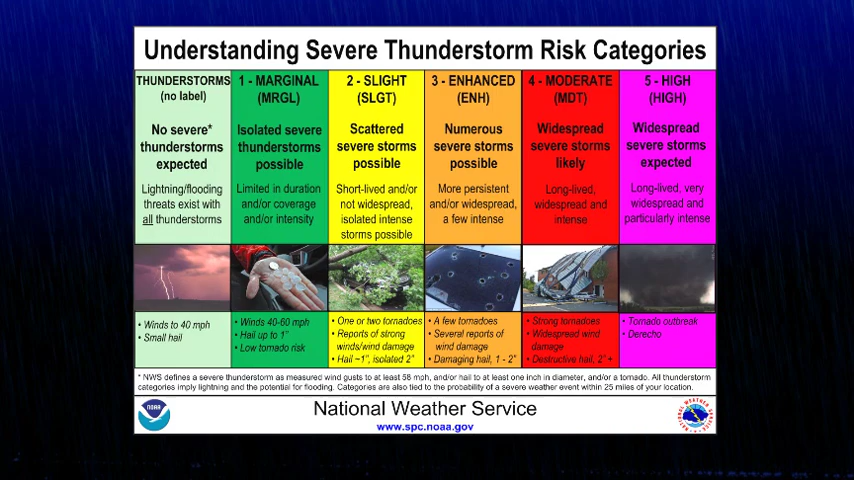 Understanding Severe Thunderstorm Risk Categories
THUNDERSTORMS
(no label)
No severe*
thunderstorms
expected
Lightning/flooding
threats exist with
all thunderstorms
• Winds to 40 mph
• Small hail
1 - MARGINAL
(MRGL)
Isolated severe
thunderstorms
possible
Limited in duration
and/or coverage
and/or intensity
• Winds 40-60 mph
• Hail up to 1"
• Low tornado risk
2 - SLIGHT
(SLGT)
Scattered
severe storms
possible
Short-lived and/or
not widespread,
isolated intense
storms possible
• One or two tornadoes
• Reports of strong
winds/wind damage
• Hail ~1", isolated 2"
3 - ENHANCED
(ENH)
Numerous
severe storms
possible
More persistent
and/or widespread,
a few intense
• A few tornadoes
• Several reports of
wind damage
• Damaging hail, 1 - 2"
4 - MODERATE
(MDT)
Widespread
severe storms
likely
Long-lived,
widespread and
intense
• Strong tornadoes
• Widespread wind
damage
• Destructive hail, 2" +
5 - HIGH
(HIGH)
Widespread
severe storms
expected
Long-lived, very
widespread and
particularly intense
• Tornado outbreak
• Derecho
* NWS defines a severe thunderstorm as measured wind gusts to at least 58 mph, and/or hail to at least one inch in diameter, and/or a tornado. All thunderstorm
categories imply lightning and the potential for flooding. Categories are also tied to the probability of a severe weather event within 25 miles of your location.
NOAA
National Weather Service
www.spc.noaa.gov